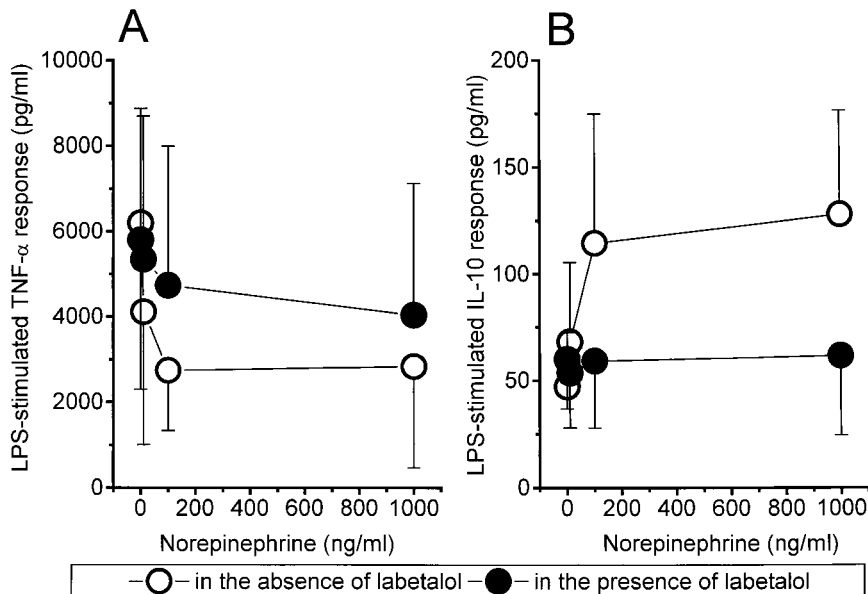 A
B
LPS-stimulated TNF-α response (pg/ml)
10000
8000
6000
4000
2000
0
0 200 400 600 800 1000
Norepinephrine (ng/ml)
LPS-stimulated IL-10 response (pg/ml)
200
150
100
50
0
0 200 400 600 800 1000
Norepinephrine (ng/ml)
in the absence of labetalol in the presence of labetalol